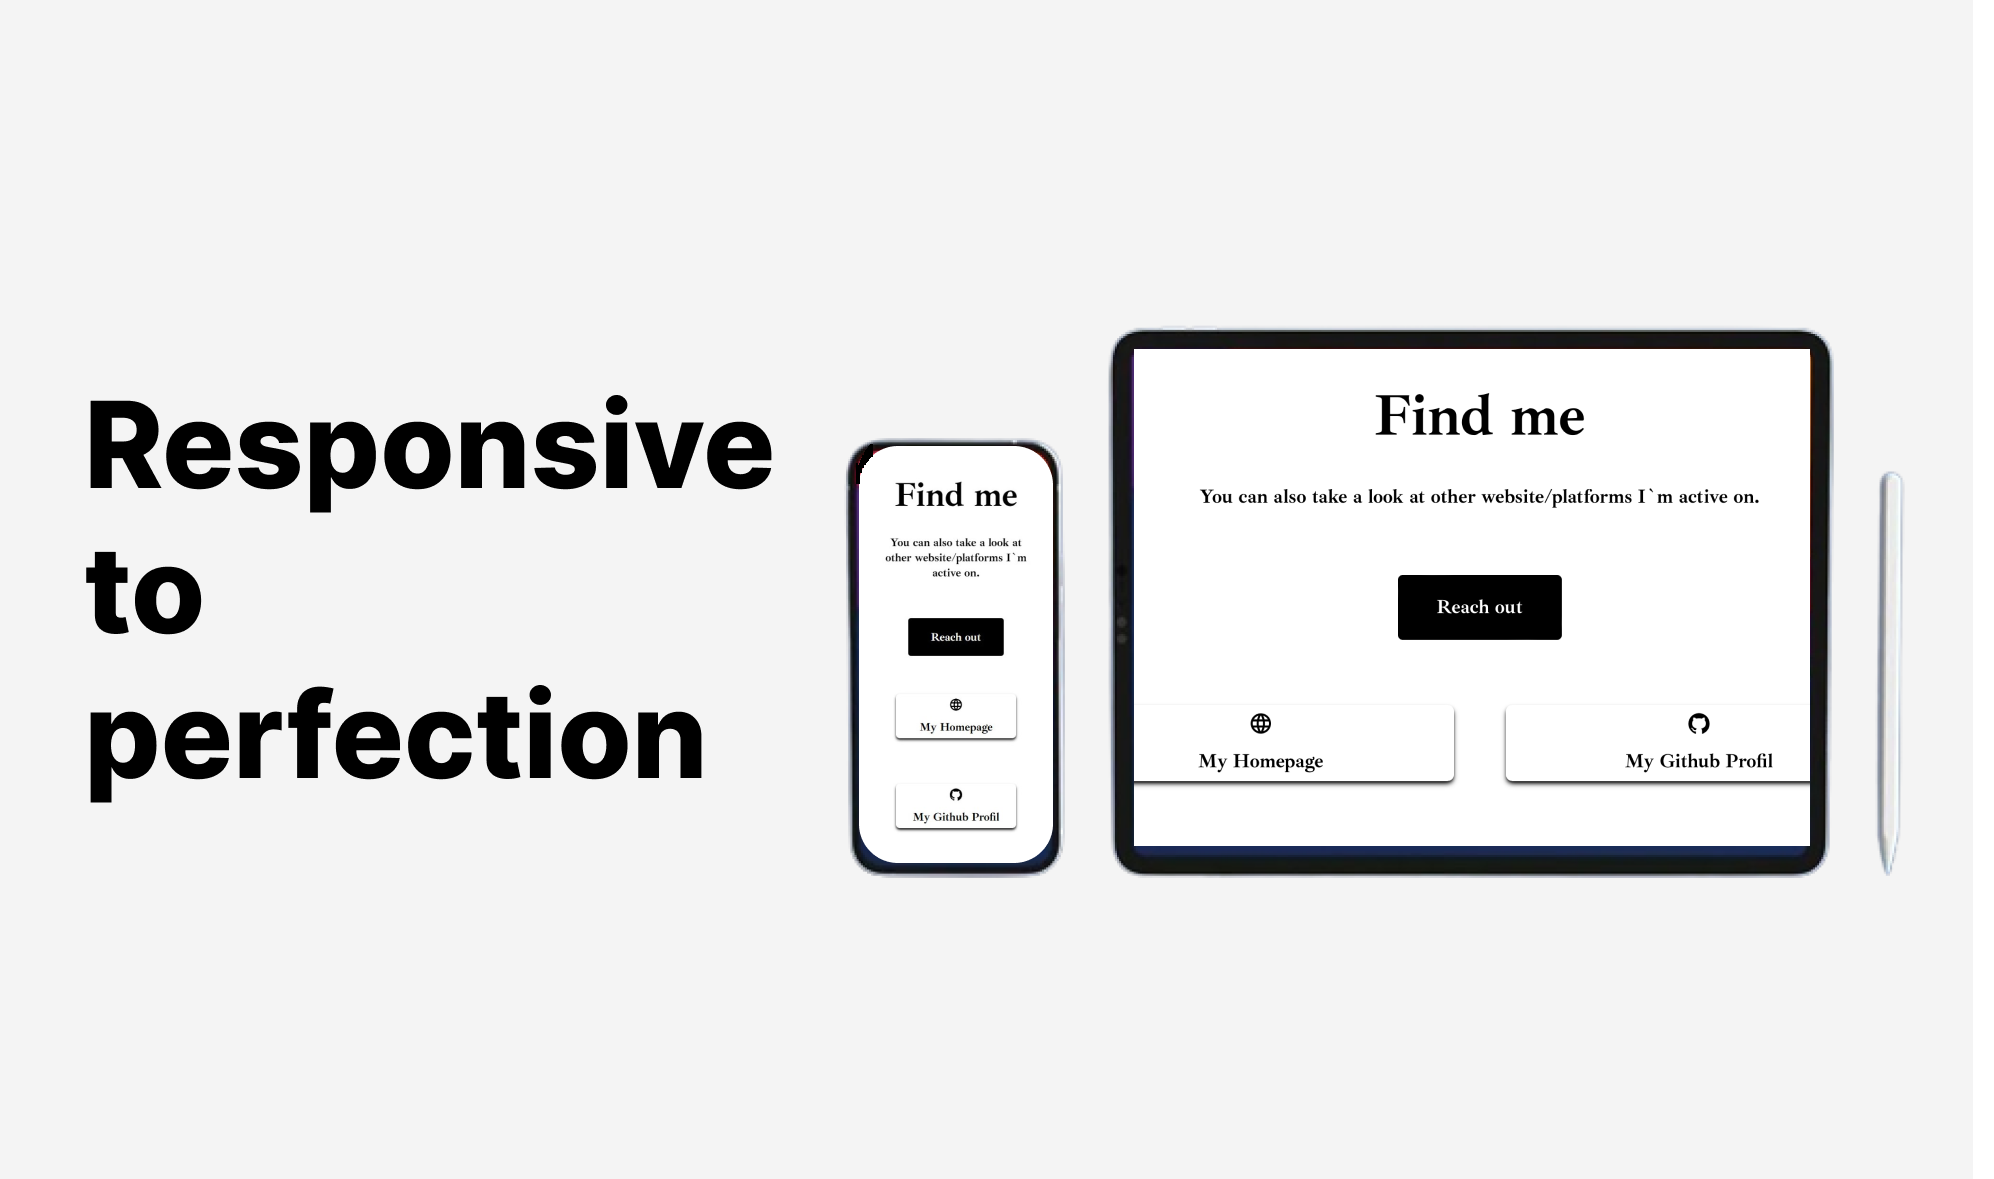 Responsive
to
perfection
Find me
You can also take a look at
other website/platforms I`m
active on.
Reach out
My Homepage
My Github Profil
Find me
You can also take a look at other website/platforms I`m active on.
Reach out
My Homepage
My Github Profil